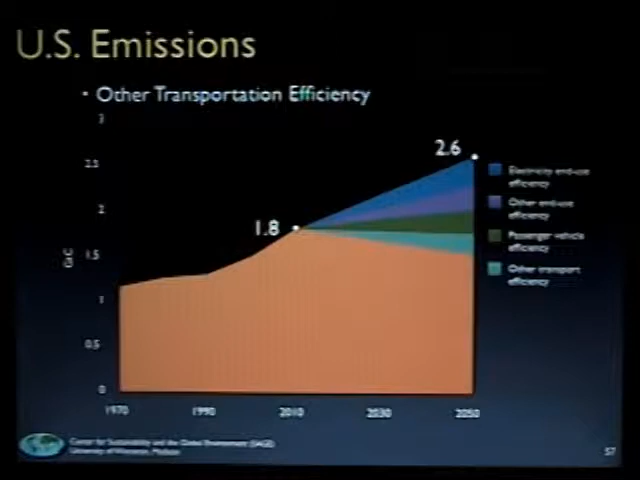 U.S. Emissions
• Other Transportation Efficiency
3
2.5
2
1.5
1
0.5
0
GtC
1.8
2.6
Electricity end-use
efficiency
Other end-use
efficiency
Passenger vehicle
efficiency
Other transport
efficiency
1970
1990
2010
2030
2050
Center for Sustainability and the Global Environment (SAGE)
University of Wisconsin, Madison
57